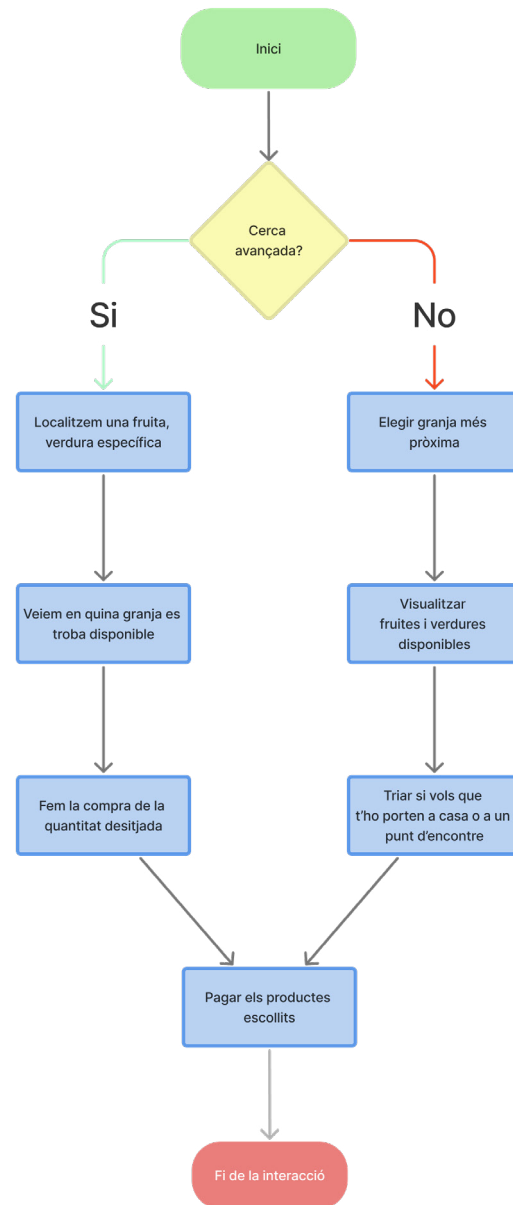 Inici
Cerca
avançada?
Si
No
Localitzem una fruita,
verdura específica
Elegir granja més
pròxima
Veiem en quina granja es
troba disponible
Visualitzar
fruites i verdures
disponibles
Fem la compra de la
quantitat desitjada
Triar si vols que
t'ho porten a casa o a un
punt d'encontre
Pagar els productes
escollits
Fi de la interacció